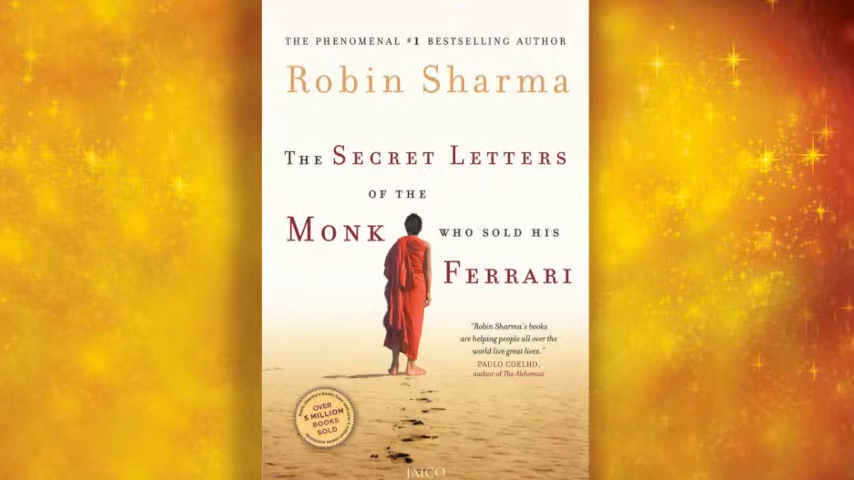 THE PHENOMENAL #1 BESTSELLING AUTHOR
Robin Sharma
THE SECRET LETTERS
OF THE
MONK WHO SOLD HIS
FERRARI
"Robin Sharma's books
are helping people all over the
world live great lives."
PAULO COELHO,
author of The Alchemist
OVER
5 MILLION
BOOKS
SOLD
JAICO